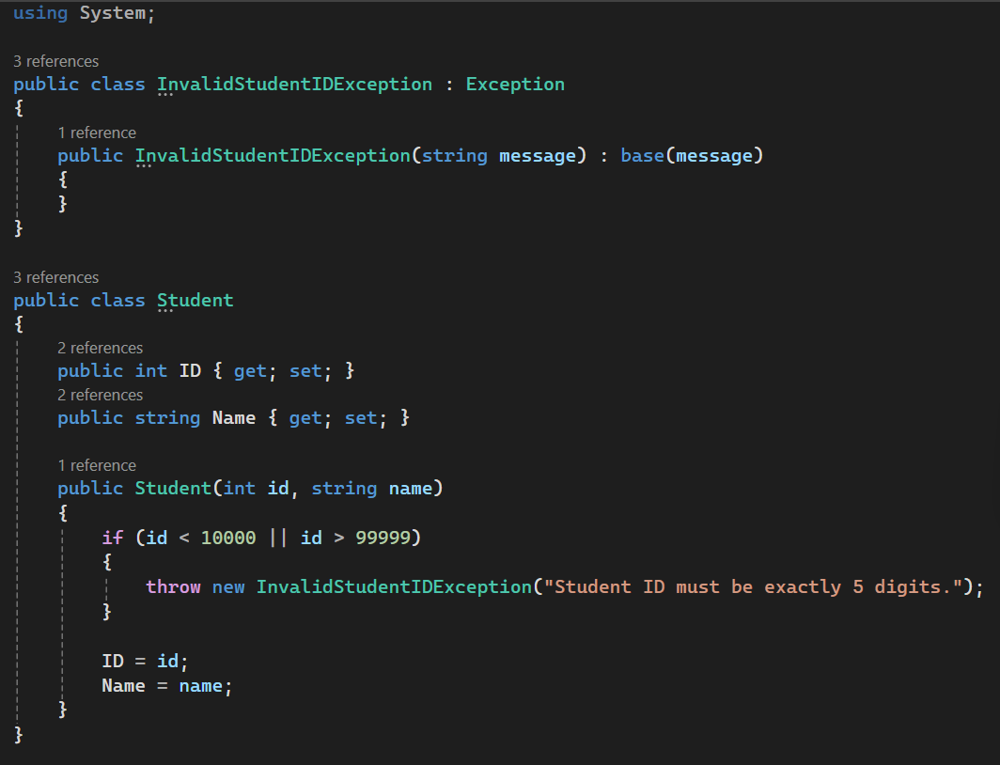 using System;
3 references
public class InvalidStudentIDException : Exception
{
1 reference
public InvalidStudentIDException(string message) : base(message)
{
}
}
3 references
public class Student
{
2 references
public int ID { get; set; }
2 references
public string Name { get; set; }
1 reference
public Student(int id, string name)
{
if (id < 10000 || id > 99999)
{
throw new InvalidStudentIDException("Student ID must be exactly 5 digits.");
}
ID = id;
Name = name;
}
}